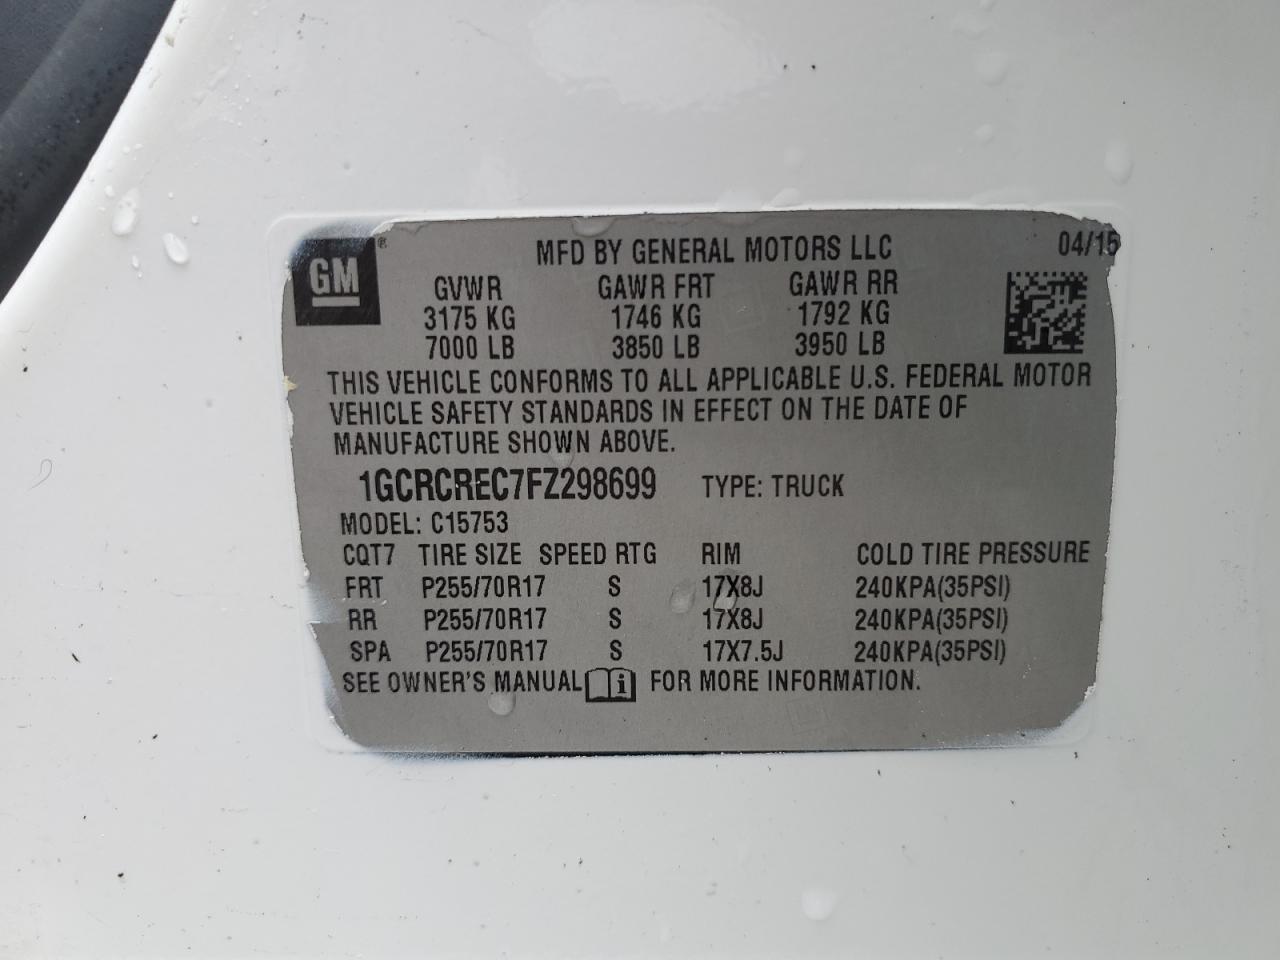 GM ® MFD BY GENERAL MOTORS LLC 04/15
GVWR GAWR FRT GAWR RR
3175 KG 1746 KG 1792 KG
7000 LB 3850 LB 3950 LB
THIS VEHICLE CONFORMS TO ALL APPLICABLE U.S. FEDERAL MOTOR
VEHICLE SAFETY STANDARDS IN EFFECT ON THE DATE OF
MANUFACTURE SHOWN ABOVE.
1GCRCREC7FZ298699 TYPE: TRUCK
MODEL: C15753
CQT7 TIRE SIZE SPEED RTG RIM COLD TIRE PRESSURE
FRT P255/70R17 S 17X8J 240KPA(35PSI)
RR P255/70R17 S 17X8J 240KPA(35PSI)
SPA P255/70R17 S 17X7.5J 240KPA(35PSI)
SEE OWNER'S MANUAL i FOR MORE INFORMATION.